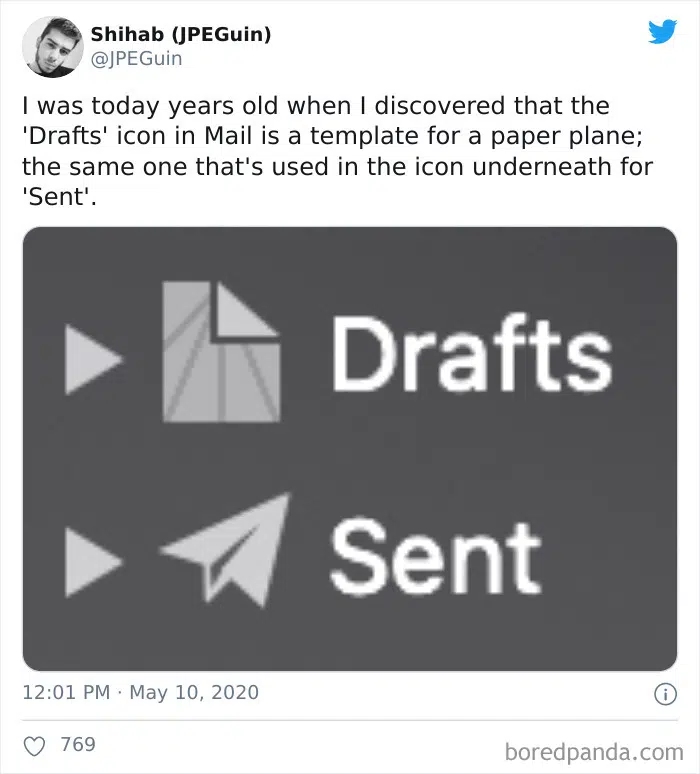 Shihab (JPEGuin)
@JPEGuin
I was today years old when I discovered that the
'Drafts' icon in Mail is a template for a paper plane;
the same one that's used in the icon underneath for
'Sent'.
Drafts
Sent
12:01 PM · May 10, 2020
769
boredpanda.com